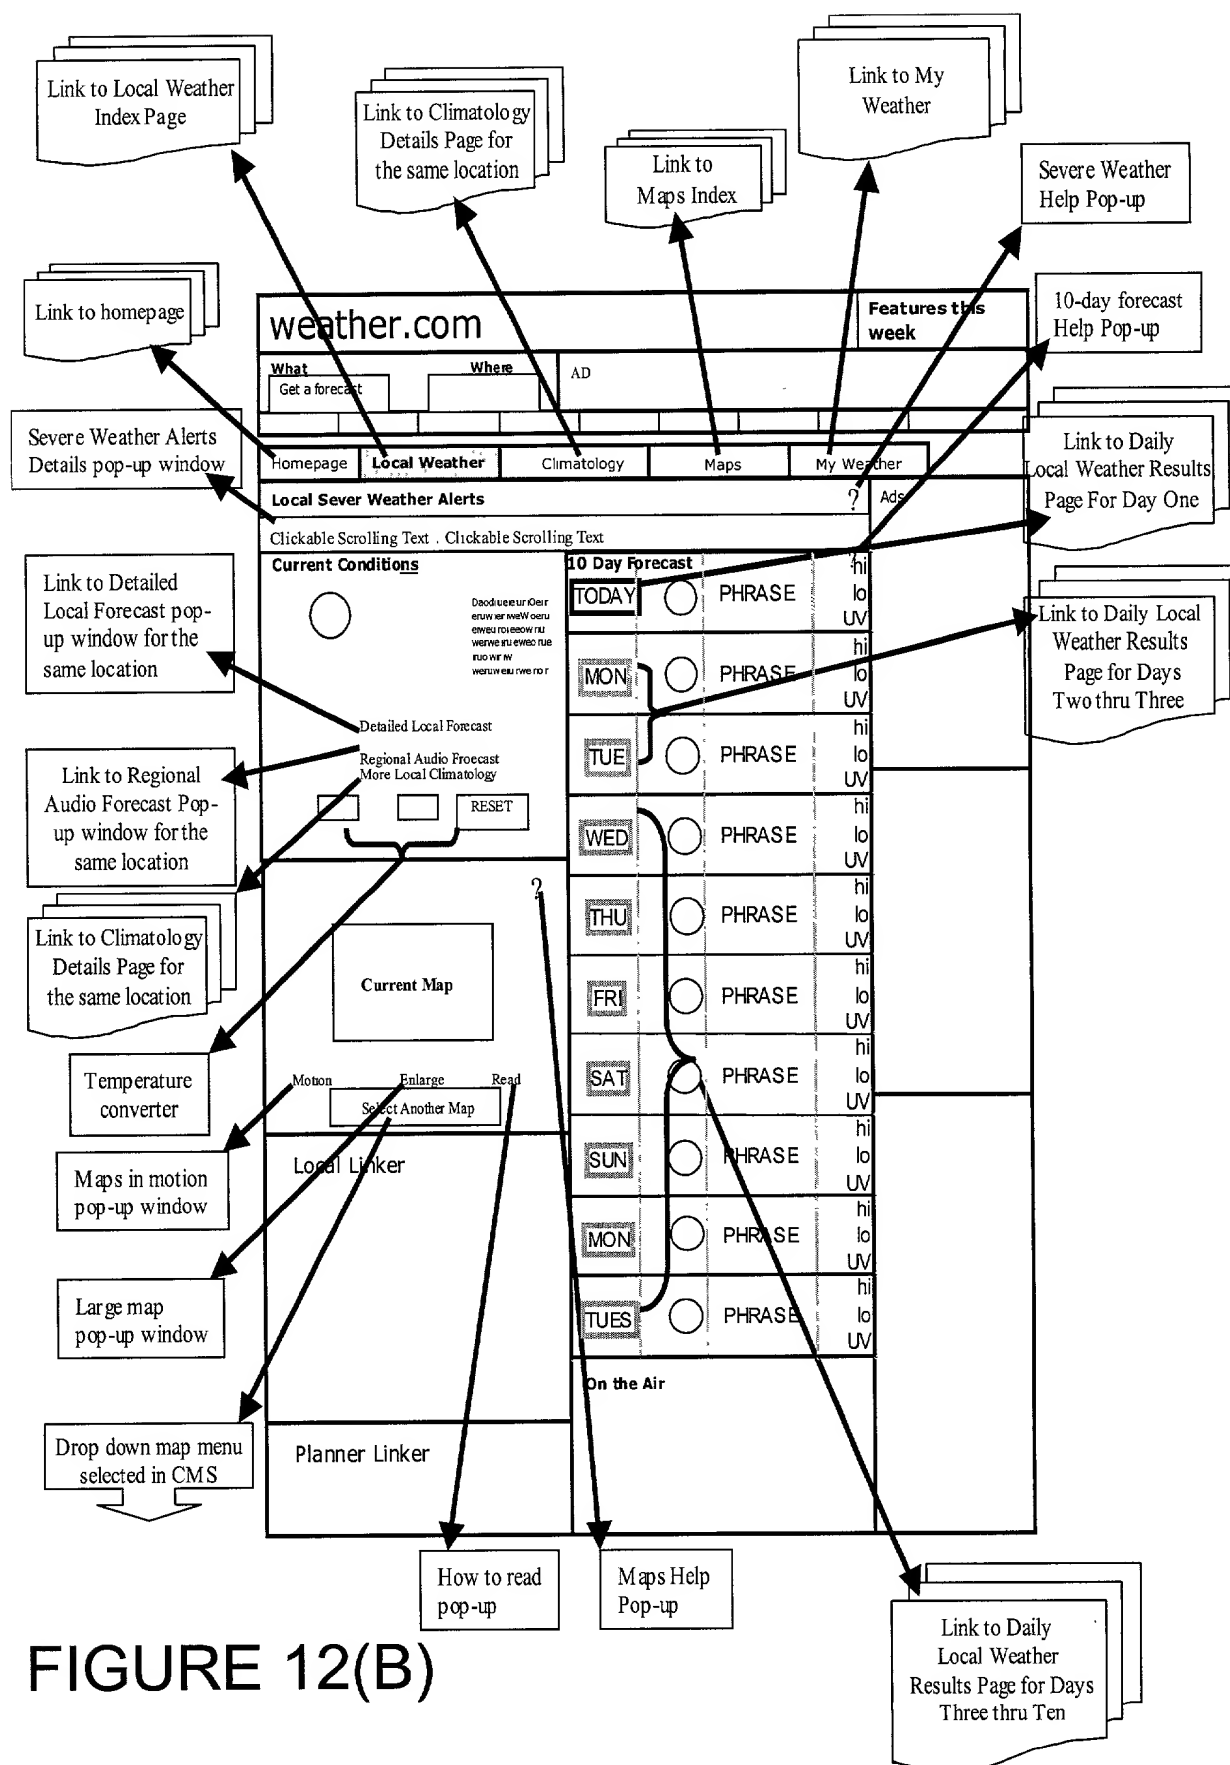 Link to Local Weather
Index Page
Link to Climatology
Details Page for
the same location
Link to
Maps Index
Link to My
Weather
Severe Weather
Help Pop-up
Link to homepage
weather.com
Features this
week
10-day forecast
Help Pop-up
What
Where
AD
Get a forecast
Severe Weather Alerts
Details pop-up window
Homepage
Local Weather
Climatology
Maps
My Weather
Link to Daily
Local Weather Results
Page For Day One
Local Sever Weather Alerts
?
Ads
Clickable Scrolling Text . Clickable Scrolling Text
Current Conditions
10 Day Forecast
?
Link to Detailed
Local Forecast pop-
up window for the
same location
TODAY
PHRASE
hi
lo
UV
Link to Daily Local
Weather Results
Page for Days
Two thru Three
MON
PHRASE
hi
lo
UV
Detailed Local Forecast
Regional Audio Froecast
More Local Climatology
TUE
PHRASE
hi
lo
UV
Link to Regional
Audio Forecast Pop-
up window for the
same location
RESET
WED
PHRASE
hi
lo
UV
?
THU
PHRASE
hi
lo
UV
Link to Climatology
Details Page for
the same location
Current Map
FRI
PHRASE
hi
lo
UV
Temperature
converter
Motion
Enlarge
Read
Select Another Map
SAT
PHRASE
hi
lo
UV
Maps in motion
pop-up window
Local Linker
SUN
PHRASE
hi
lo
UV
MON
PHRASE
hi
lo
UV
Large map
pop-up window
TUES
PHRASE
hi
lo
UV
On the Air
Drop down map menu
selected in CMS
Planner Linker
How to read
pop-up
Maps Help
Pop-up
Link to Daily
Local Weather
Results Page for Days
Three thru Ten
FIGURE 12(B)